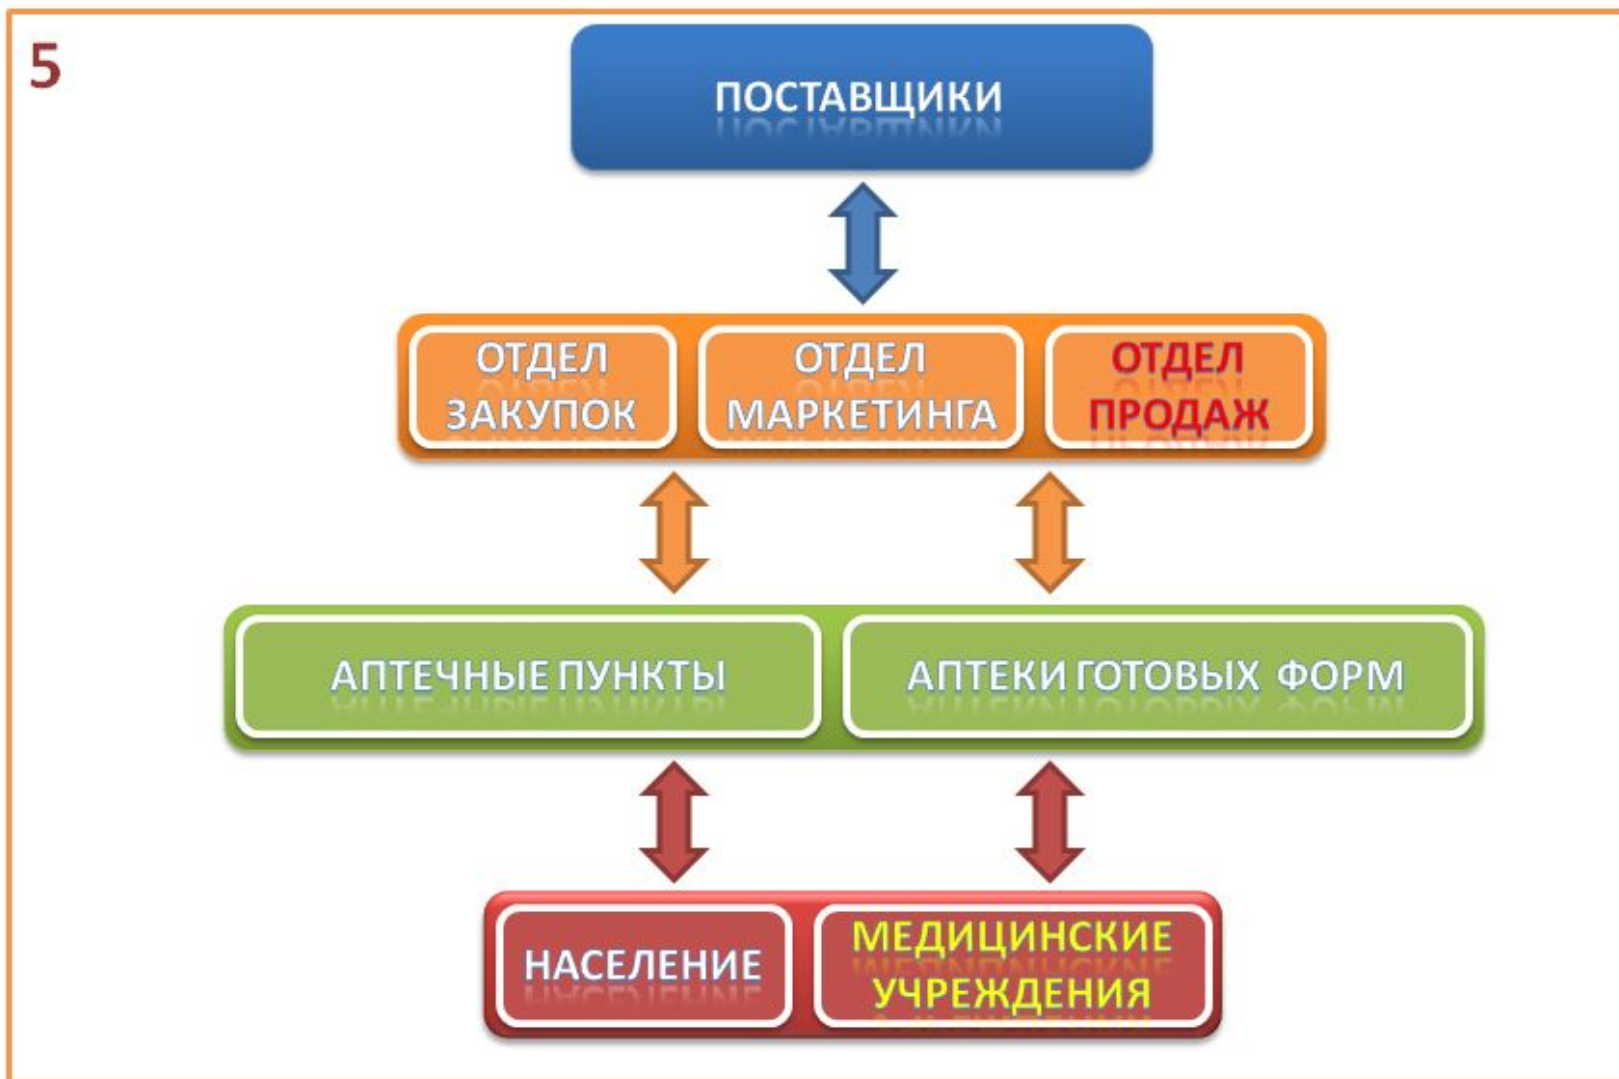 5
ПОСТАВЩИКИ
ОТДЕЛ
ЗАКУПОК
ОТДЕЛ
МАРКЕТИНГА
ОТДЕЛ
ПРОДАЖ
АПТЕЧНЫЕ ПУНКТЫ
АПТЕКИ ГОТОВЫХ ФОРМ
НАСЕЛЕНИЕ
МЕДИЦИНСКИЕ
УЧРЕЖДЕНИЯ